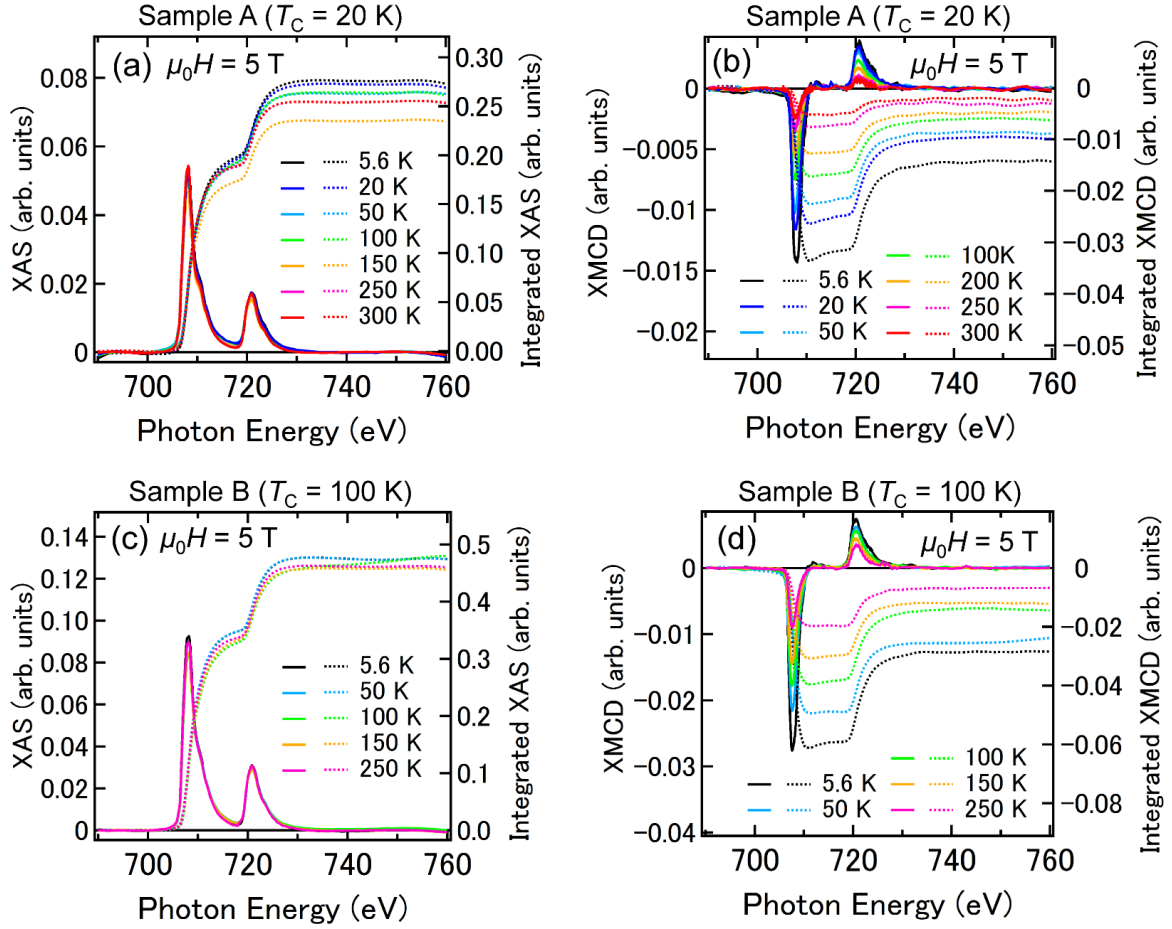 Sample A (T_C = 20 K)
(a)
μ₀H = 5 T
XAS (arb. units)
0.08
0.06
0.04
0.02
0
Integrated XAS (arb. units)
0.30
0.25
0.20
0.15
0.10
0.05
0.00
5.6 K
20 K
50 K
100 K
150 K
250 K
300 K
700
720
740
760
Photon Energy (eV)
Sample A (T_C = 20 K)
(b)
μ₀H = 5 T
XMCD (arb. units)
0
−0.005
−0.01
−0.015
−0.02
Integrated XMCD (arb. units)
0
−0.01
−0.02
−0.03
−0.04
−0.05
5.6 K
20 K
50 K
100K
200 K
250 K
300 K
700
720
740
760
Photon Energy (eV)
Sample B (T_C = 100 K)
(c)
μ₀H = 5 T
XAS (arb. units)
0.14
0.12
0.10
0.08
0.06
0.04
0.02
0.00
Integrated XAS (arb. units)
0.5
0.4
0.3
0.2
0.1
0.0
5.6 K
50 K
100 K
150 K
250 K
700
720
740
760
Photon Energy (eV)
Sample B (T_C = 100 K)
(d)
μ₀H = 5 T
XMCD (arb. units)
0
−0.01
−0.02
−0.03
−0.04
Integrated XMCD (arb. units)
0
−0.02
−0.04
−0.06
−0.08
5.6 K
50 K
100 K
150 K
250 K
700
720
740
760
Photon Energy (eV)